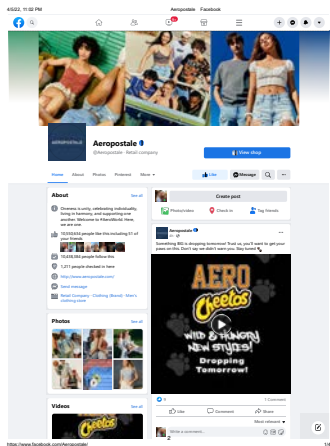 4/5/22, 11:02 PM
Aeropostale | Facebook
AEROPOSTALE
Aeropostale
@Aeropostale · Retail company
View shop
Home
About
Photos
Pinterest
More
Like
Message
About
See all
Oneness is unity, celebrating individuality,
living in harmony, and supporting one
another. Welcome to #OneWorld. Here,
we are one.
10,550,634 people like this including 51 of
your friends
10,438,084 people follow this
1,211 people checked in here
http://www.aeropostale.com/
Send message
Retail Company · Clothing (Brand) · Men's
clothing store
Photos
See all
Videos
See all
Cheetos
Create post
Photo/video
Check in
Tag friends
Aeropostale
Something BIG is dropping tomorrow! Trust us, you'll want to get your
paws on this. Don't say we didn't warn you. Stay tuned
AERO
Cheetos
WILD & HUNGRY
NEW STYLES!
Dropping
Tomorrow!
1 Comment
Like
Comment
Share
Most relevant
Write a comment...
2
https://www.facebook.com/Aeropostale/
1/4